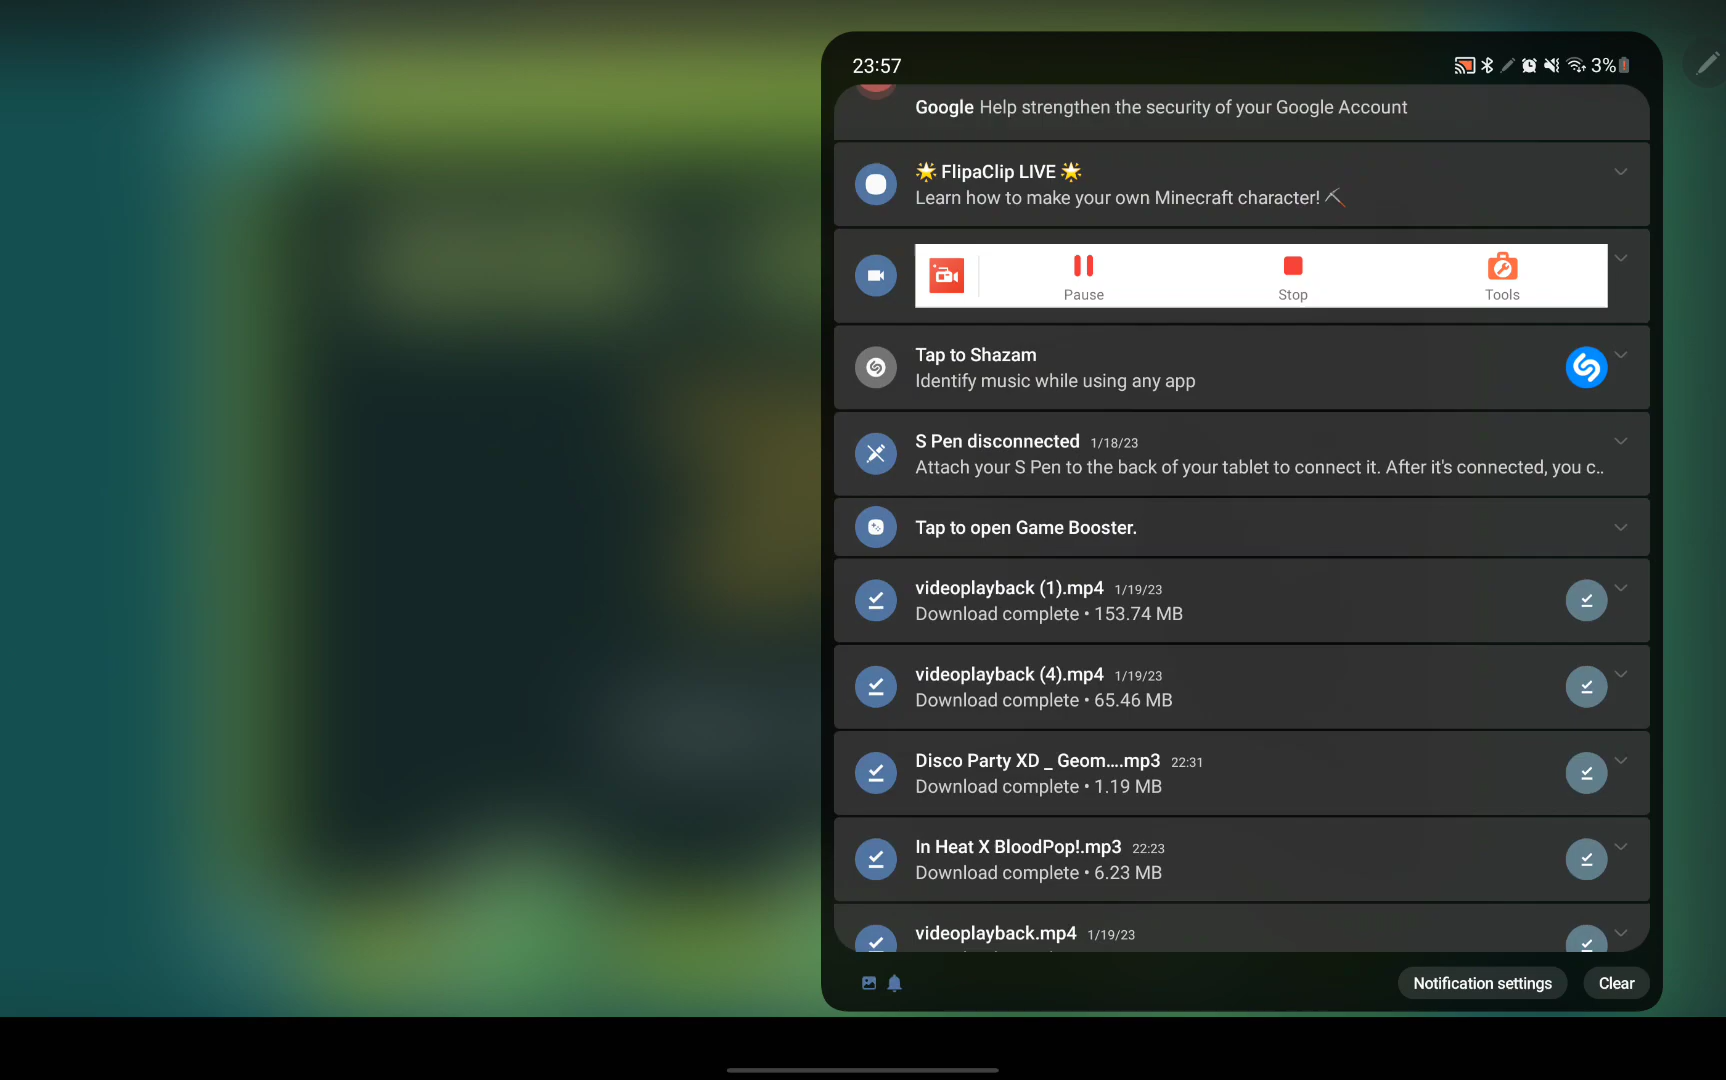 23:57
3%
Google Help strengthen the security of your Google Account
🌟 FlipaClip LIVE 🌟
Learn how to make your own Minecraft character! ⛏
Pause Stop Tools
Tap to Shazam
Identify music while using any app
S Pen disconnected 1/18/23
Attach your S Pen to the back of your tablet to connect it. After it's connected, you c..
Tap to open Game Booster.
videoplayback (1).mp4 1/19/23
Download complete • 153.74 MB
videoplayback (4).mp4 1/19/23
Download complete • 65.46 MB
Disco Party XD _ Geom....mp3 22:31
Download complete • 1.19 MB
In Heat X BloodPop!.mp3 22:23
Download complete • 6.23 MB
videoplayback.mp4 1/19/23
Notification settings Clear